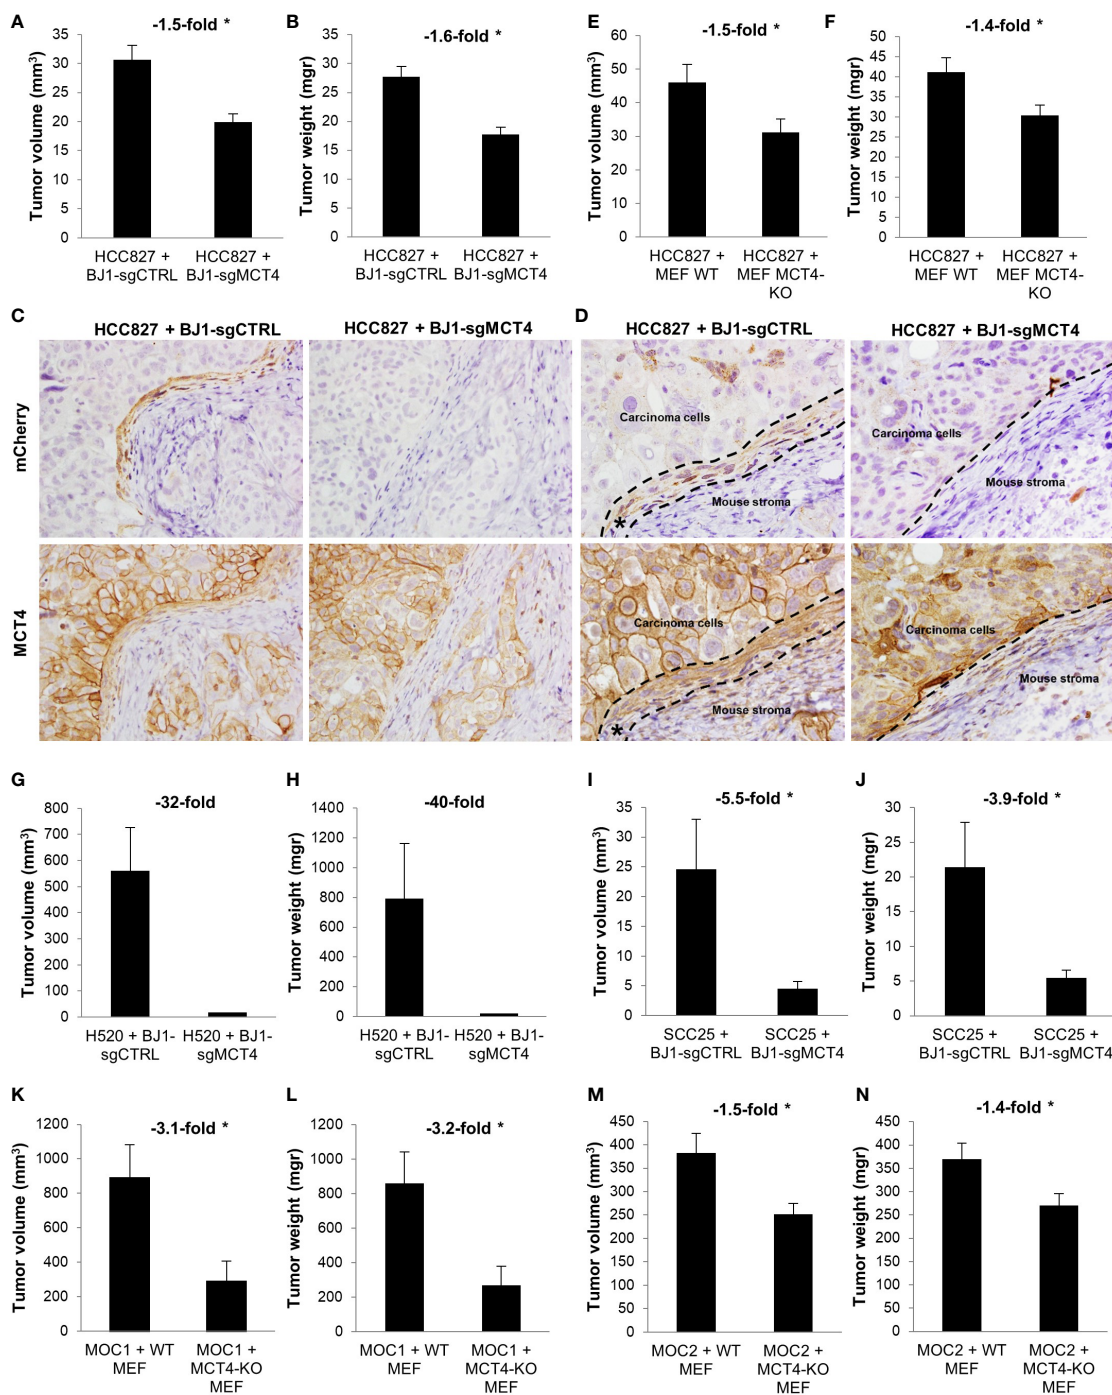 A
-1.5-fold *
Tumor volume (mm³)
35
30
25
20
15
10
5
0
HCC827 + BJ1-sgCTRL
HCC827 + BJ1-sgMCT4
B
-1.6-fold *
Tumor weight (mgr)
35
30
25
20
15
10
5
0
HCC827 + BJ1-sgCTRL
HCC827 + BJ1-sgMCT4
E
-1.5-fold *
Tumor volume (mm³)
60
50
40
30
20
10
0
HCC827 + MEF WT
HCC827 + MEF MCT4-KO
F
-1.4-fold *
Tumor weight (mgr)
50
45
40
35
30
25
20
15
10
5
0
HCC827 + MEF WT
HCC827 + MEF MCT4-KO
C
HCC827 + BJ1-sgCTRL
HCC827 + BJ1-sgMCT4
mCherry
MCT4
D
HCC827 + BJ1-sgCTRL
HCC827 + BJ1-sgMCT4
Carcinoma cells
Mouse stroma
*
Carcinoma cells
Mouse stroma
Carcinoma cells
Mouse stroma
*
Carcinoma cells
Mouse stroma
G
-32-fold
Tumor volume (mm³)
800
700
600
500
400
300
200
100
0
H520 + BJ1-sgCTRL
H520 + BJ1-sgMCT4
H
-40-fold
Tumor weight (mgr)
1400
1200
1000
800
600
400
200
0
H520 + BJ1-sgCTRL
H520 + BJ1-sgMCT4
I
-5.5-fold *
Tumor volume (mm³)
35
30
25
20
15
10
5
0
SCC25 + BJ1-sgCTRL
SCC25 + BJ1-sgMCT4
J
-3.9-fold *
Tumor weight (mgr)
30
25
20
15
10
5
0
SCC25 + BJ1-sgCTRL
SCC25 + BJ1-sgMCT4
K
-3.1-fold *
Tumor volume (mm³)
1200
1000
800
600
400
200
0
MOC1 + WT MEF
MOC1 + MCT4-KO MEF
L
-3.2-fold *
Tumor weight (mgr)
1200
1000
800
600
400
200
0
MOC1 + WT MEF
MOC1 + MCT4-KO MEF
M
-1.5-fold *
Tumor volume (mm³)
450
400
350
300
250
200
150
100
50
0
MOC2 + WT MEF
MOC2 + MCT4-KO MEF
N
-1.4-fold *
Tumor weight (mgr)
450
400
350
300
250
200
150
100
50
0
MOC2 + WT MEF
MOC2 + MCT4-KO MEF